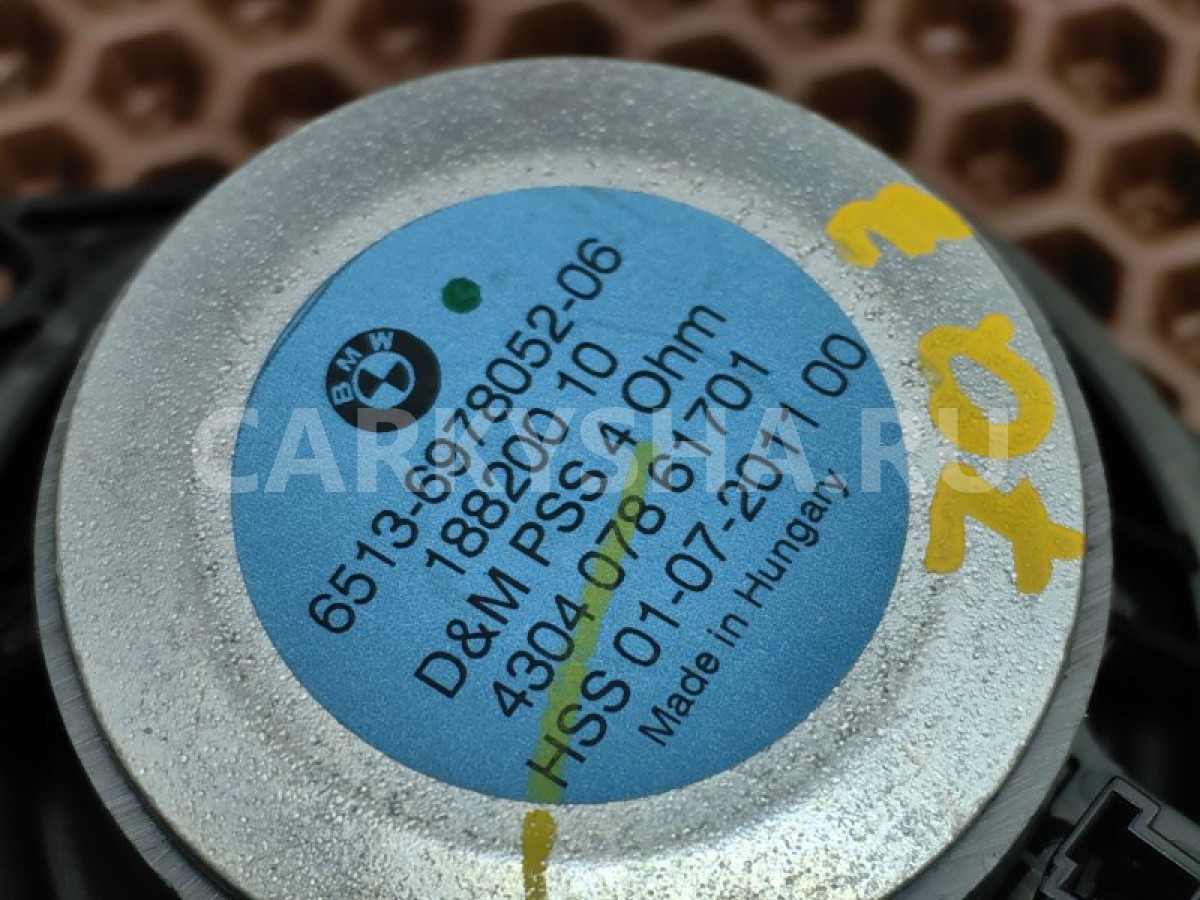 BMW
6513-6978052-06
188200 10
D&M PSS 4 Ohm
4304 078 61701
HSS 01-07-2011 00
Made in Hungary
CARRYSHA.RU